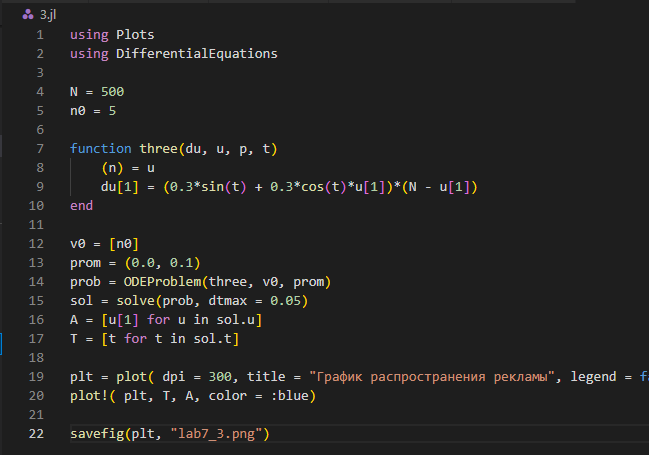 3.jl
1 using Plots
2 using DifferentialEquations
3
4 N = 500
5 n0 = 5
6
7 function three(du, u, p, t)
8 (n) = u
9 du[1] = (0.3*sin(t) + 0.3*cos(t)*u[1])*(N - u[1])
10 end
11
12 v0 = [n0]
13 prom = (0.0, 0.1)
14 prob = ODEProblem(three, v0, prom)
15 sol = solve(prob, dtmax = 0.05)
16 A = [u[1] for u in sol.u]
17 T = [t for t in sol.t]
18
19 plt = plot( dpi = 300, title = "График распространения рекламы", legend = fa
20 plot!( plt, T, A, color = :blue)
21
22 savefig(plt, "lab7_3.png")